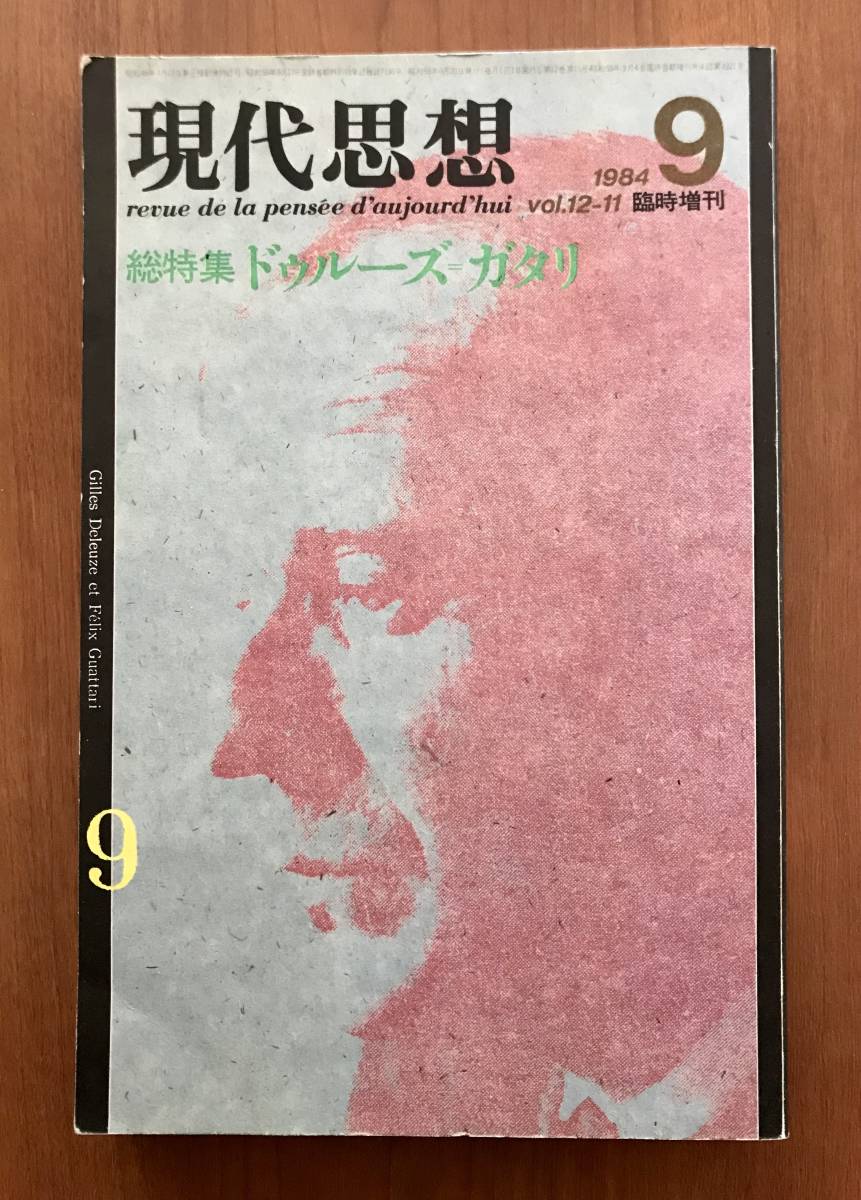 現代思想
1984 9
revue de la pensée d'aujourd'hui vol.12-11 臨時増刊
総特集 ドゥルーズ=ガタリ
Gilles Deleuze et Félix Guattari
9